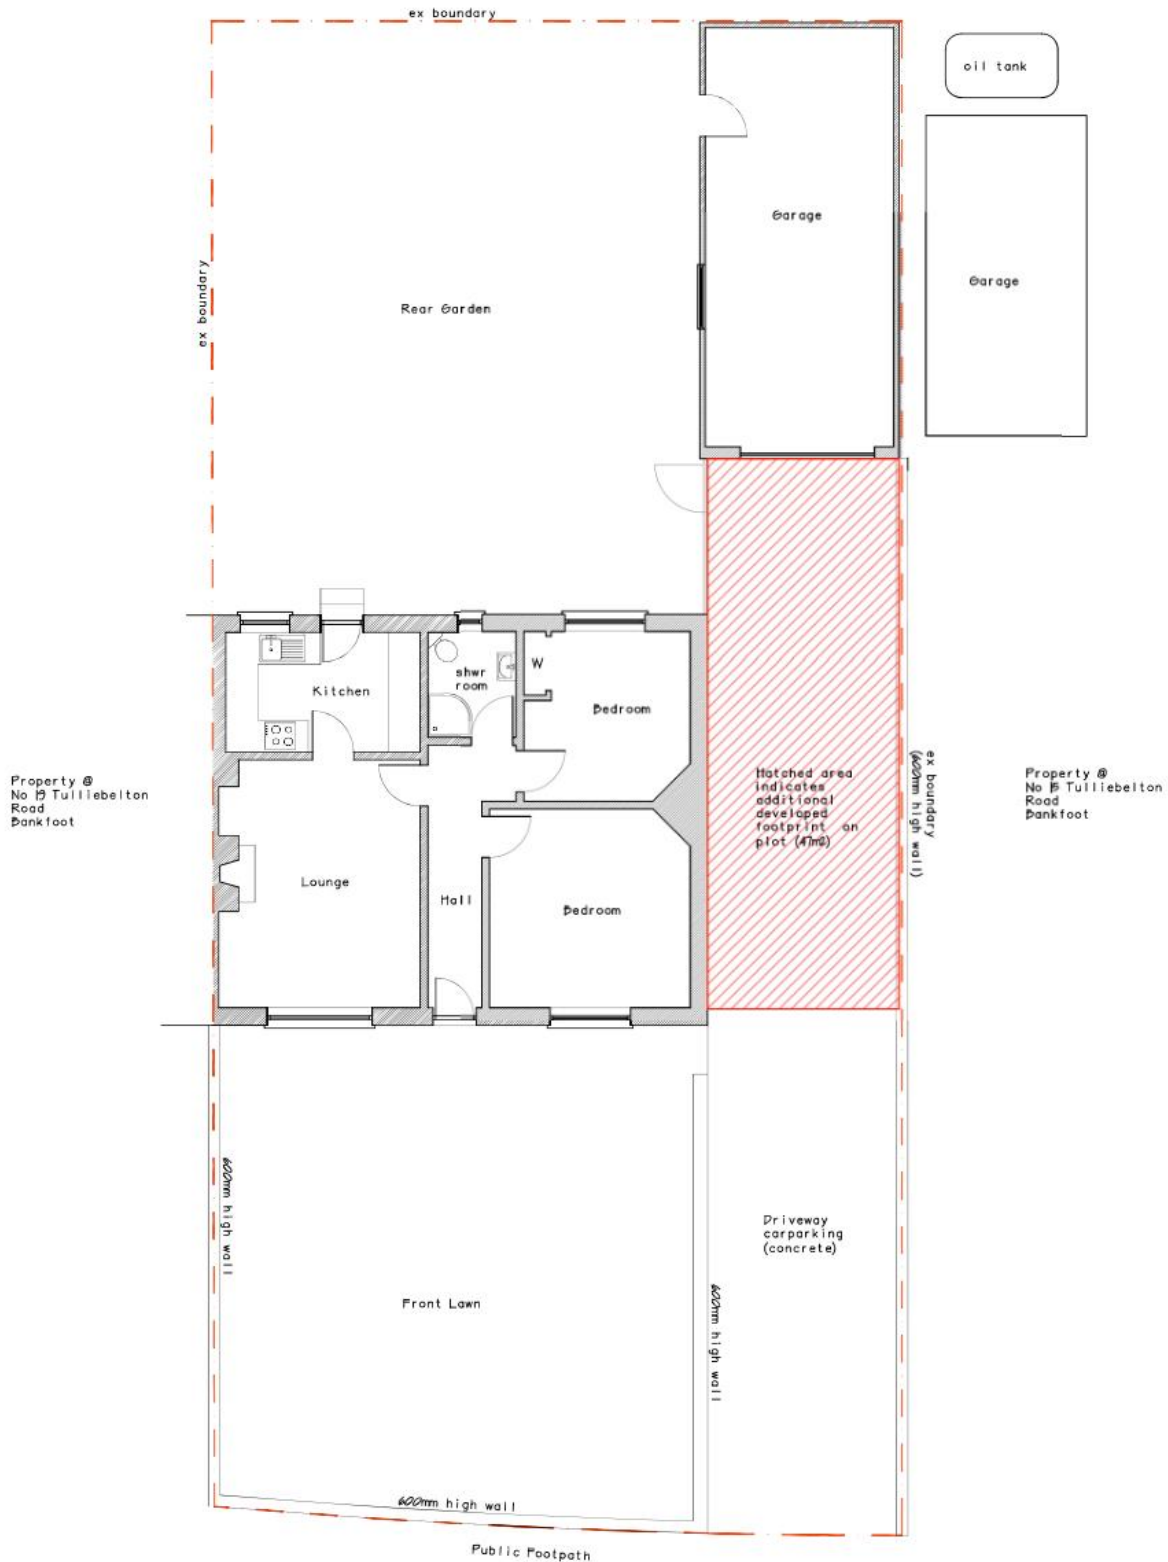 ex boundary
oil tank
Garage
Garage
ex boundary
Rear Garden
Kitchen
shwr
room
W
Bedroom
Property @
No Tulliebelton
Road
Bankfoot
Hatched area
indicates
additional
developed
footprint on
plot (47m2)
ex boundary
(600mm high wall)
Property @
No Tulliebelton
Road
Bankfoot
Lounge
Hall
Bedroom
600mm high wall
Driveway
carparking
(concrete)
Front Lawn
600mm high wall
600mm high wall
Public Footpath